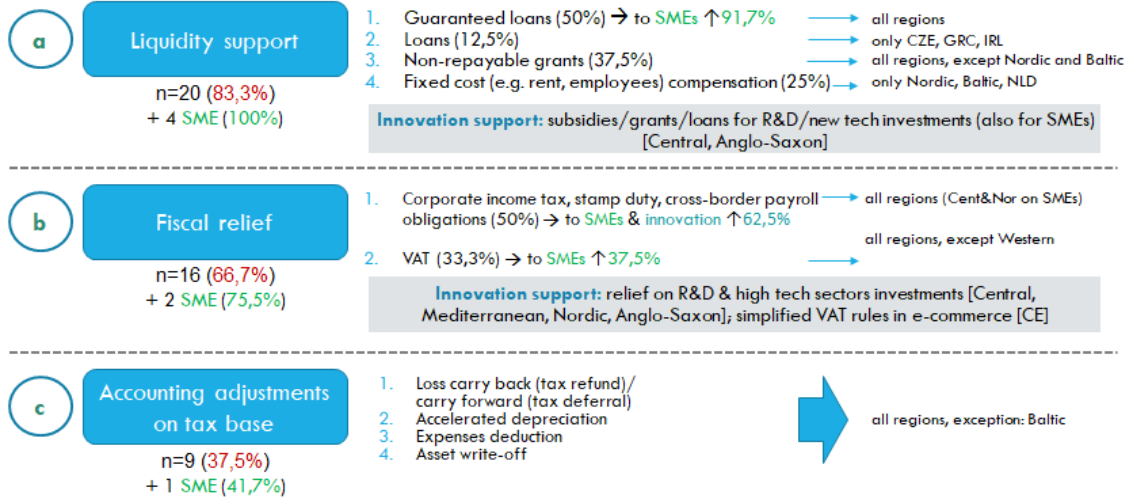 a
Liquidity support
n=20 (83,3%)
+ 4 SME (100%)
1. Guaranteed loans (50%) → to SMEs ↑91,7%
all regions
2. Loans (12,5%)
only CZE, GRC, IRL
3. Non-repayable grants (37,5%)
all regions, except Nordic and Baltic
4. Fixed cost (e.g. rent, employees) compensation (25%)
only Nordic, Baltic, NLD
Innovation support: subsidies/grants/loans for R&D/new tech investments (also for SMEs)
[Central, Anglo-Saxon]
b
Fiscal relief
n=16 (66,7%)
+ 2 SME (75,5%)
1. Corporate income tax, stamp duty, cross-border payroll
obligations (50%) → to SMEs & innovation ↑62,5%
all regions (Cent&Nor on SMEs)
2. VAT (33,3%) → to SMEs ↑37,5%
all regions, except Western
Innovation support: relief on R&D & high tech sectors investments [Central,
Mediterranean, Nordic, Anglo-Saxon]; simplified VAT rules in e-commerce [CE]
c
Accounting adjustments
on tax base
n=9 (37,5%)
+ 1 SME (41,7%)
1. Loss carry back (tax refund)/
carry forward (tax deferral)
2. Accelerated depreciation
3. Expenses deduction
4. Asset write-off
all regions, exception: Baltic